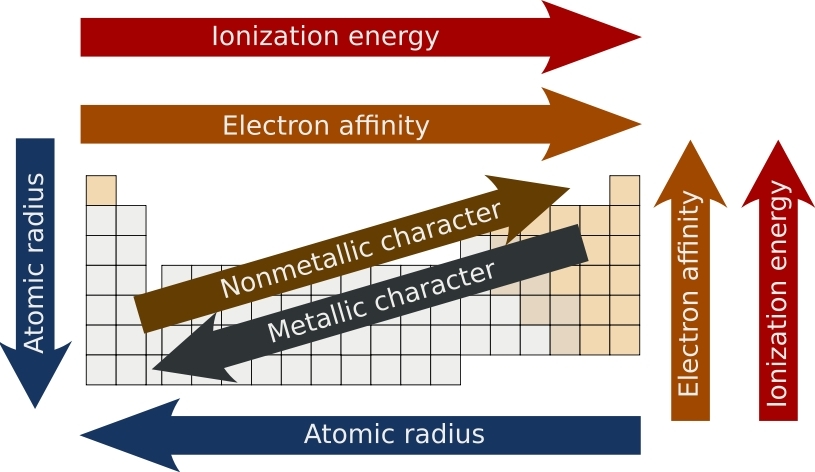 Ionization energy
Electron affinity
Atomic radius
Nonmetallic character
Metallic character
Electron affinity
Ionization energy
Atomic radius